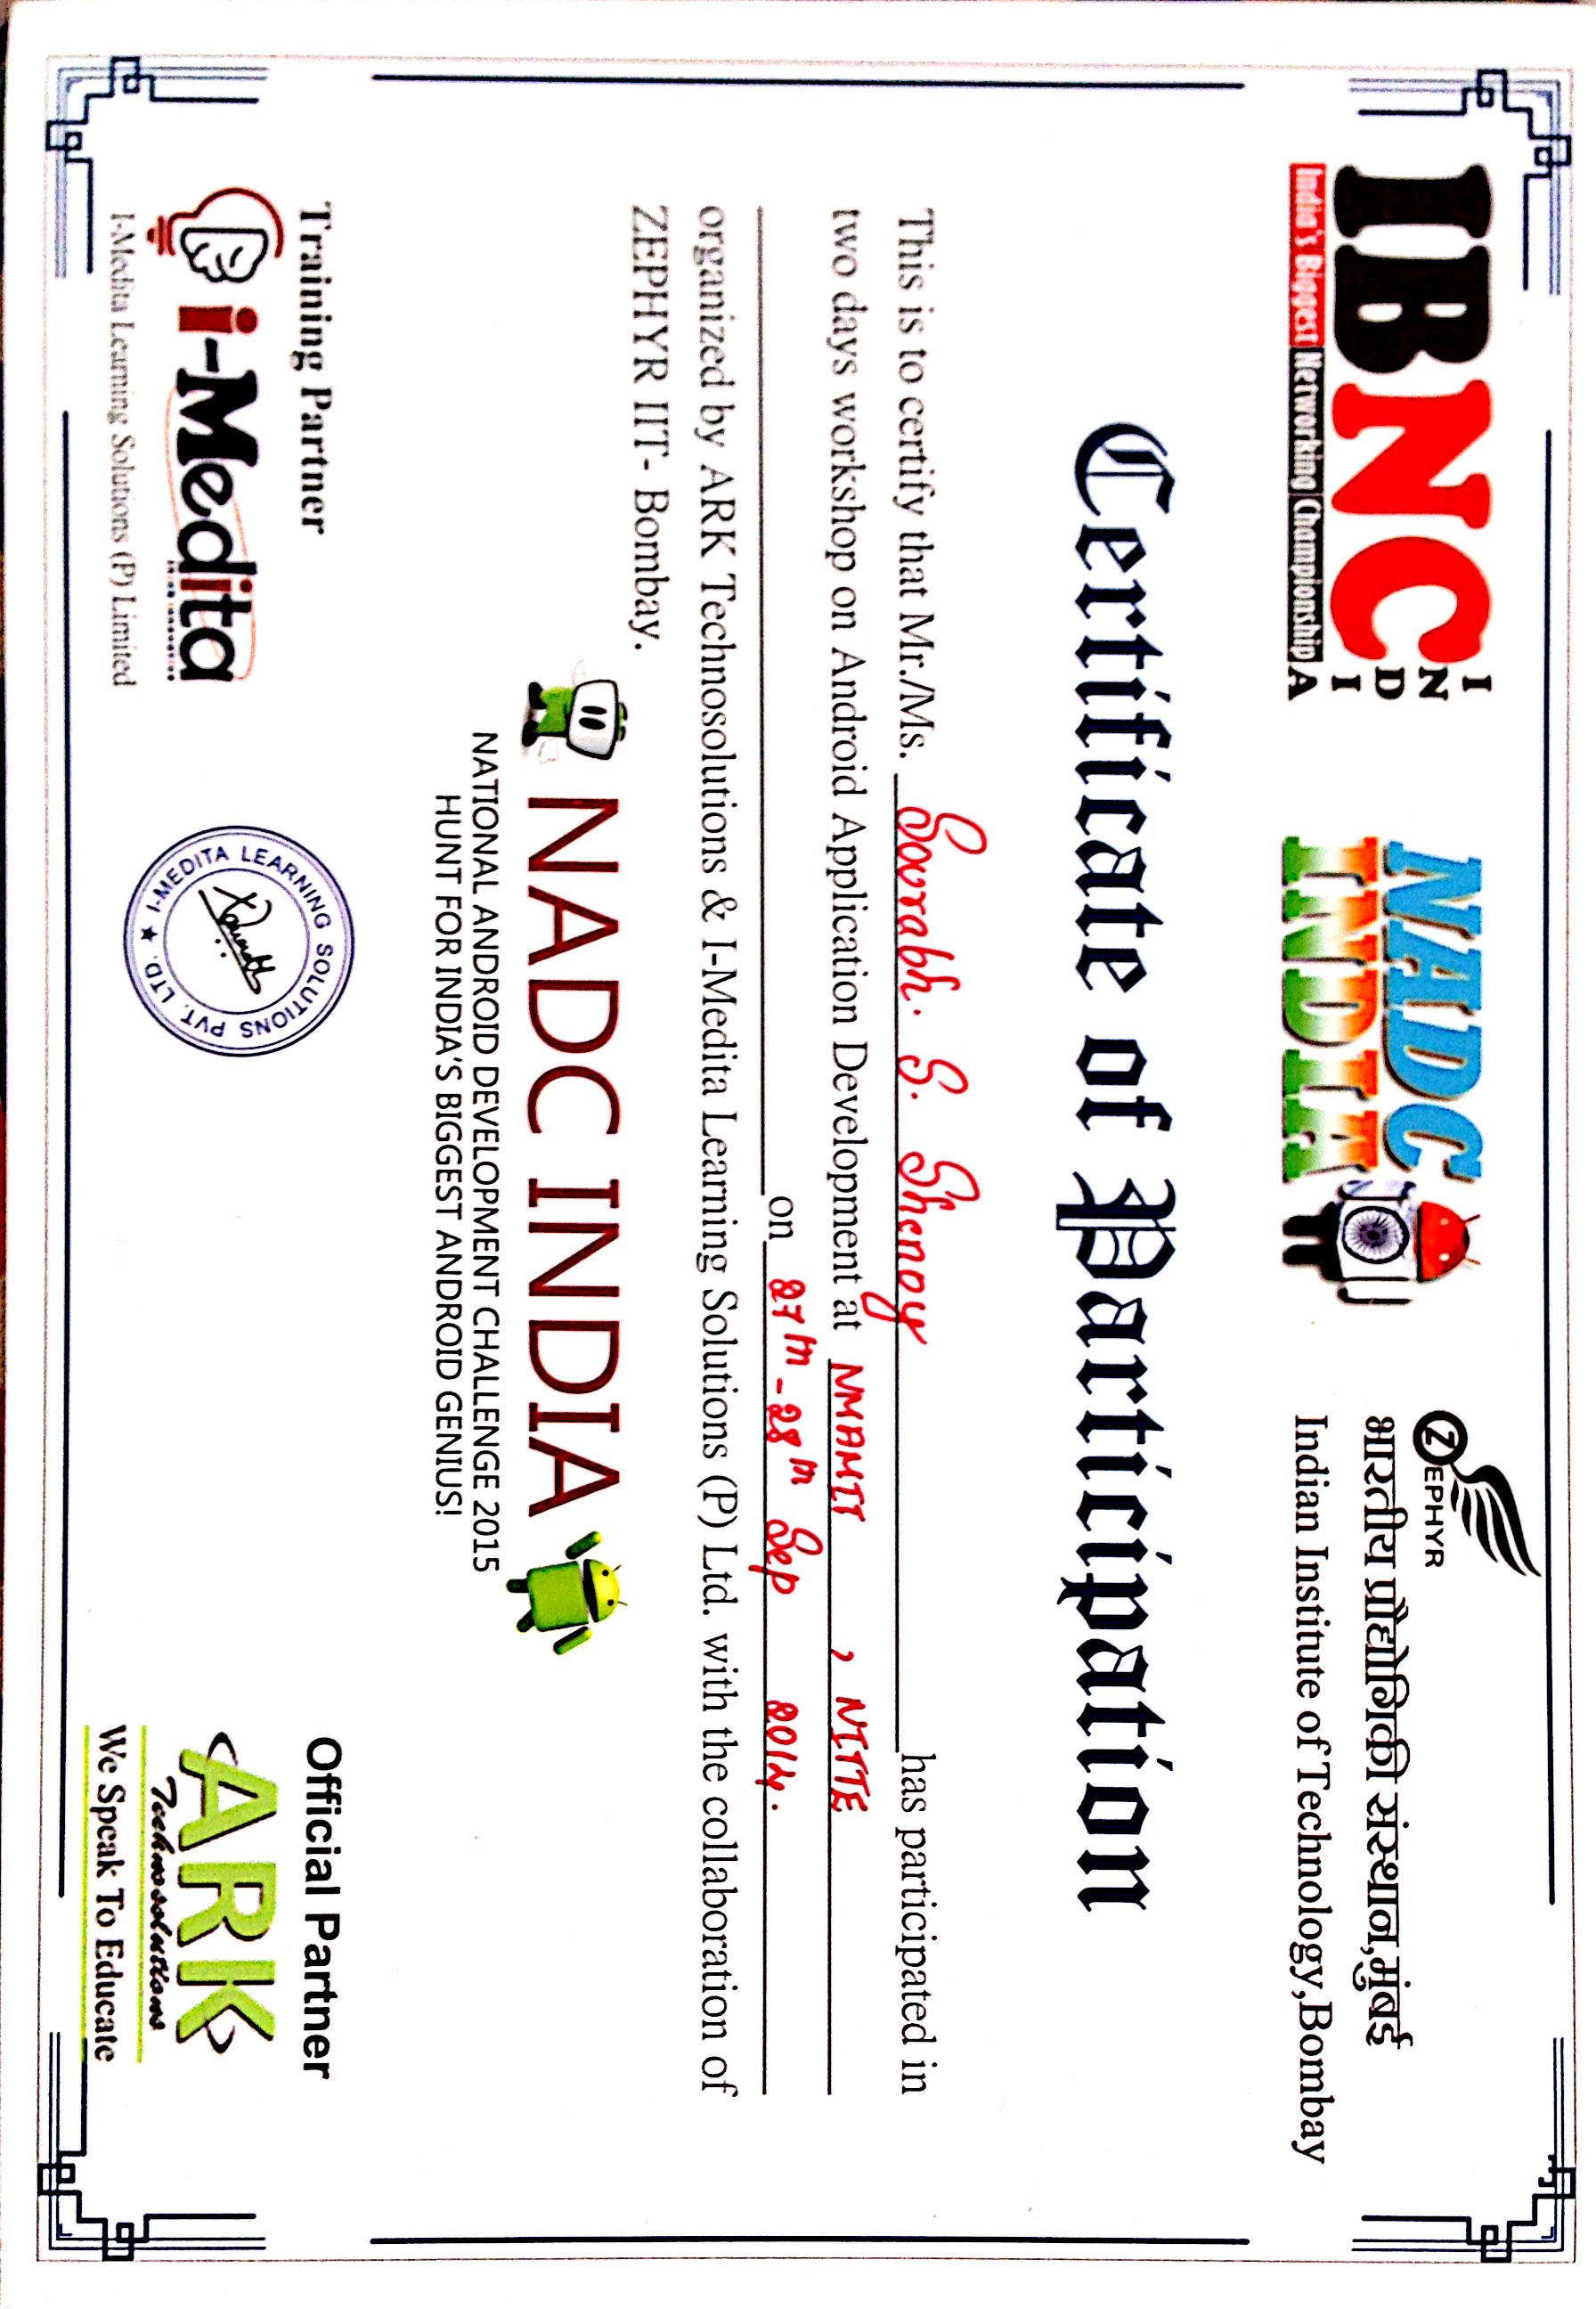 IBNC INDIA
India's Biggest Networking Championship
NADC
INDIA
ZEPHYR
भारतीय प्रौद्योगिकी संस्थान,मुंबई
Indian Institute of Technology,Bombay
Certificate of Participation
This is to certify that Mr./Ms. Sourabh. S. Shenoy has participated in
two days workshop on Android Application Development at NMAMIT , NITTE
on 27th - 28th Sep 2014.
organized by ARK Technosolutions & I-Medita Learning Solutions (P) Ltd. with the collaboration of
ZEPHYR IIT- Bombay.
NADC INDIA
NATIONAL ANDROID DEVELOPMENT CHALLENGE 2015
HUNT FOR INDIA'S BIGGEST ANDROID GENIUS!
Training Partner
i-Medita
I-Medita Learning Solutions (P) Limited
I-MEDITA LEARNING SOLUTIONS PVT. LTD. ★
Official Partner
ARK
Technosolutions
We Speak To Educate